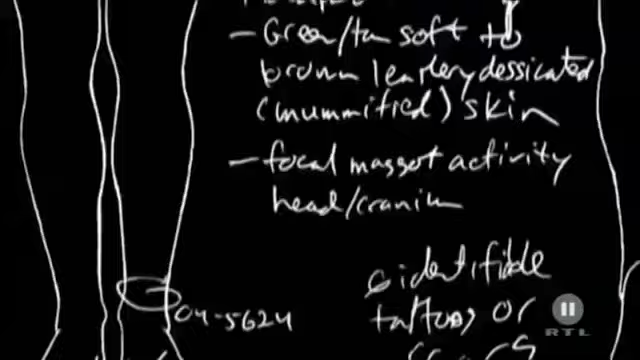 - Green/tan soft to
brown leathery dessicated
(mummified) skin
- focal maggot activity
head/cranium
identifiable
04-5624
tattoos or
scars
RTL